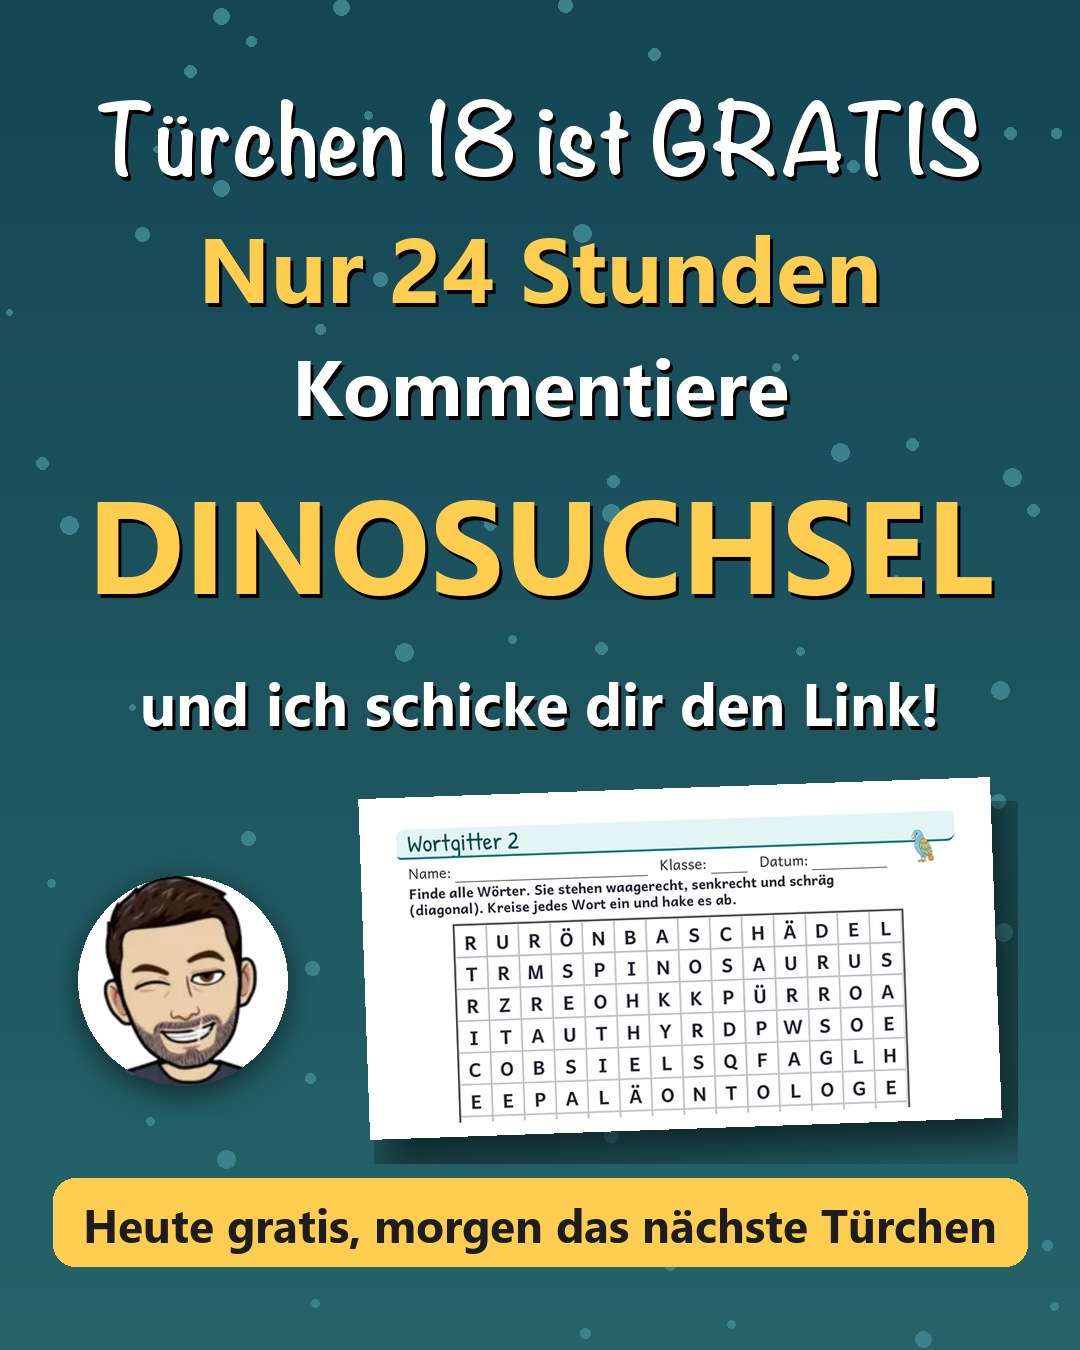 Türchen 18 ist GRATIS
Nur 24 Stunden
Kommentiere
DINOSUCHSEL
und ich schicke dir den Link!
Wortgitter 2
Name: Klasse: Datum:
Finde alle Wörter. Sie stehen waagerecht, senkrecht und schräg
(diagonal). Kreise jedes Wort ein und hake es ab.
R U R Ö N B A S C H Ä D E L
T R M S P I N O S A U R U S
R Z R E O H K K P Ü R R O A
I T A U T H Y R D P W S O E
C O B S I E L S Q F A G L H
E E P A L Ä O N T O L O G E
Heute gratis, morgen das nächste Türchen